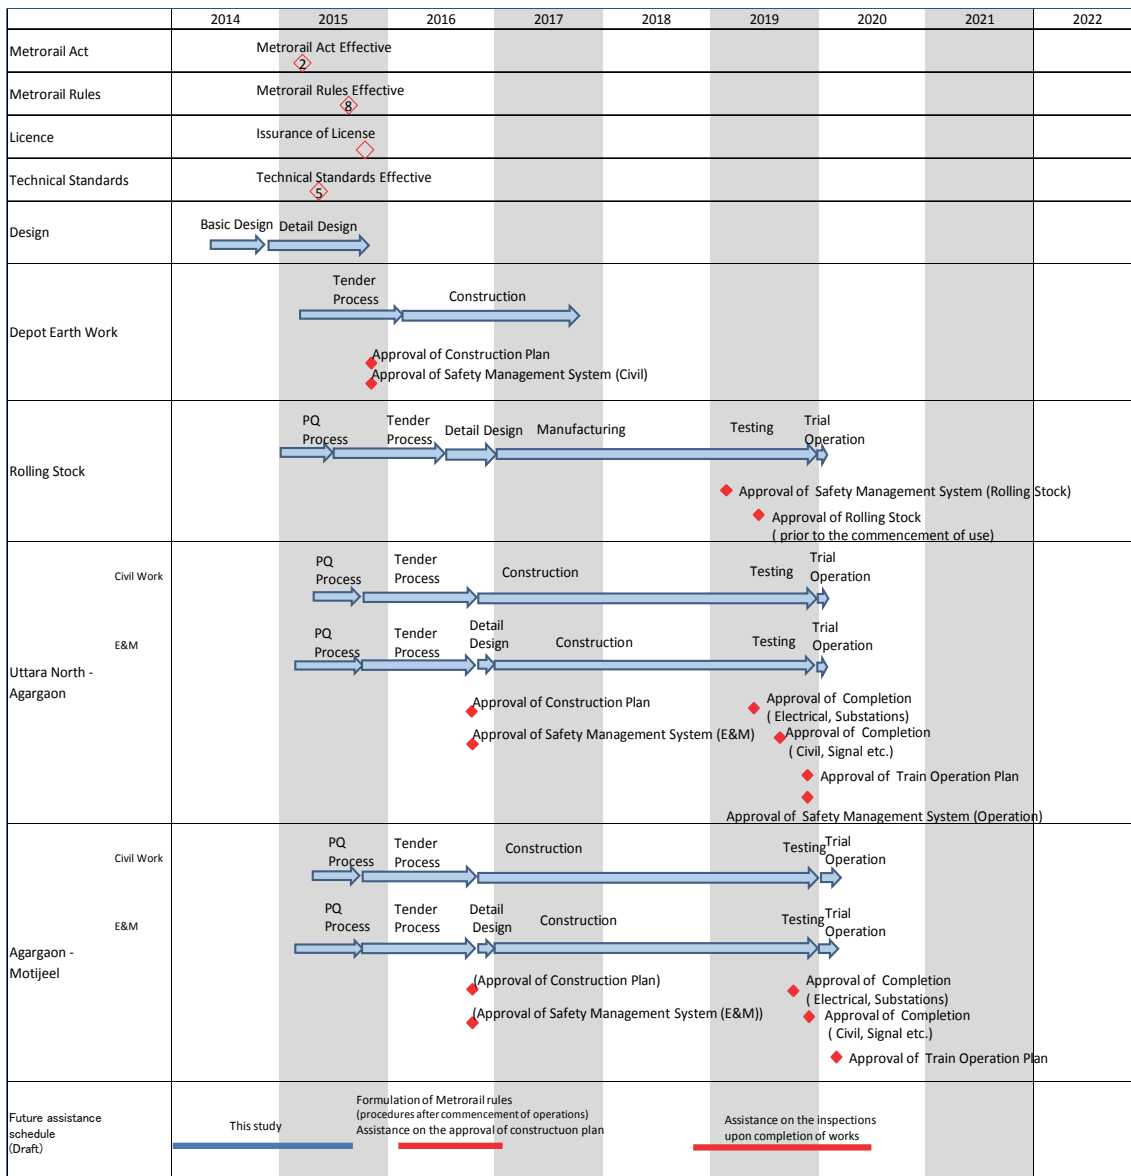 2014 2015 2016 2017 2018 2019 2020 2021 2022
Metrorail Act
Metrorail Act Effective
2
Metrorail Rules
Metrorail Rules Effective
8
Licence
Issurance of License
Technical Standards
Technical Standards Effective
5
Design
Basic Design
Detail Design
Depot Earth Work
Tender
Process
Construction
Approval of Construction Plan
Approval of Safety Management System (Civil)
Rolling Stock
PQ
Process
Tender
Process
Detail Design
Manufacturing
Testing
Trial
Operation
Approval of Safety Management System (Rolling Stock)
Approval of Rolling Stock
( prior to the commencement of use)
Uttara North -
Agargaon
Civil Work
PQ
Process
Tender
Process
Construction
Testing
Trial
Operation
E&M
PQ
Process
Tender
Process
Detail
Design
Construction
Testing
Trial
Operation
Approval of Construction Plan
Approval of Safety Management System (E&M)
Approval of Completion
( Electrical, Substations)
Approval of Completion
( Civil, Signal etc.)
Approval of Train Operation Plan
Approval of Safety Management System (Operation)
Agargaon -
Motijeel
Civil Work
PQ
Process
Tender
Process
Construction
Testing
Trial
Operation
E&M
PQ
Process
Tender
Process
Detail
Design
Construction
Testing
Trial
Operation
(Approval of Construction Plan)
(Approval of Safety Management System (E&M))
Approval of Completion
( Electrical, Substations)
Approval of Completion
( Civil, Signal etc.)
Approval of Train Operation Plan
Future assistance
schedule
(Draft)
This study
Formulation of Metrorail rules
(procedures after commencement of operations)
Assistance on the approval of constructuon plan
Assistance on the inspections
upon completion of works